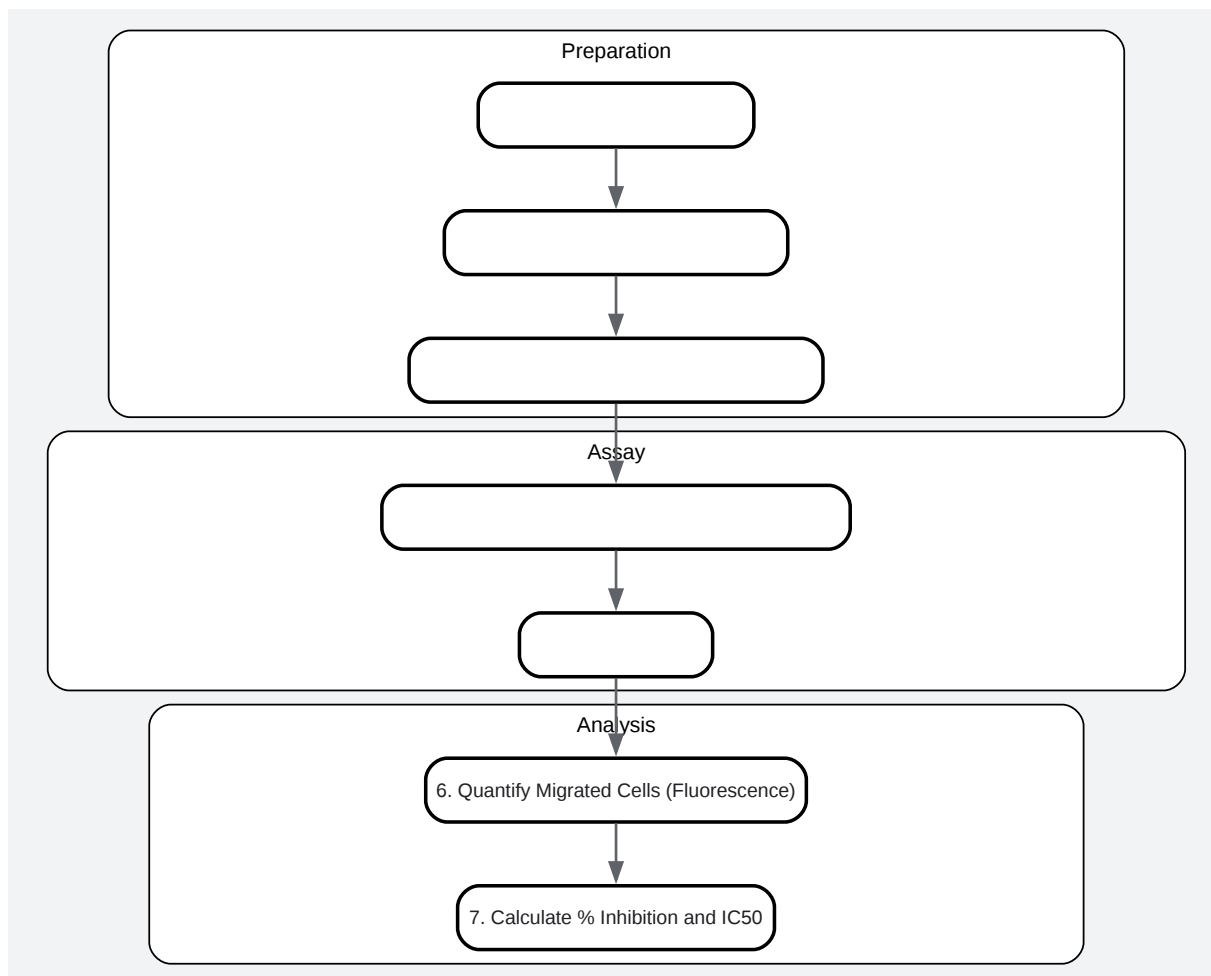 Preparation
Assay
Analysis
6. Quantify Migrated Cells (Fluorescence)
7. Calculate % Inhibition and IC50